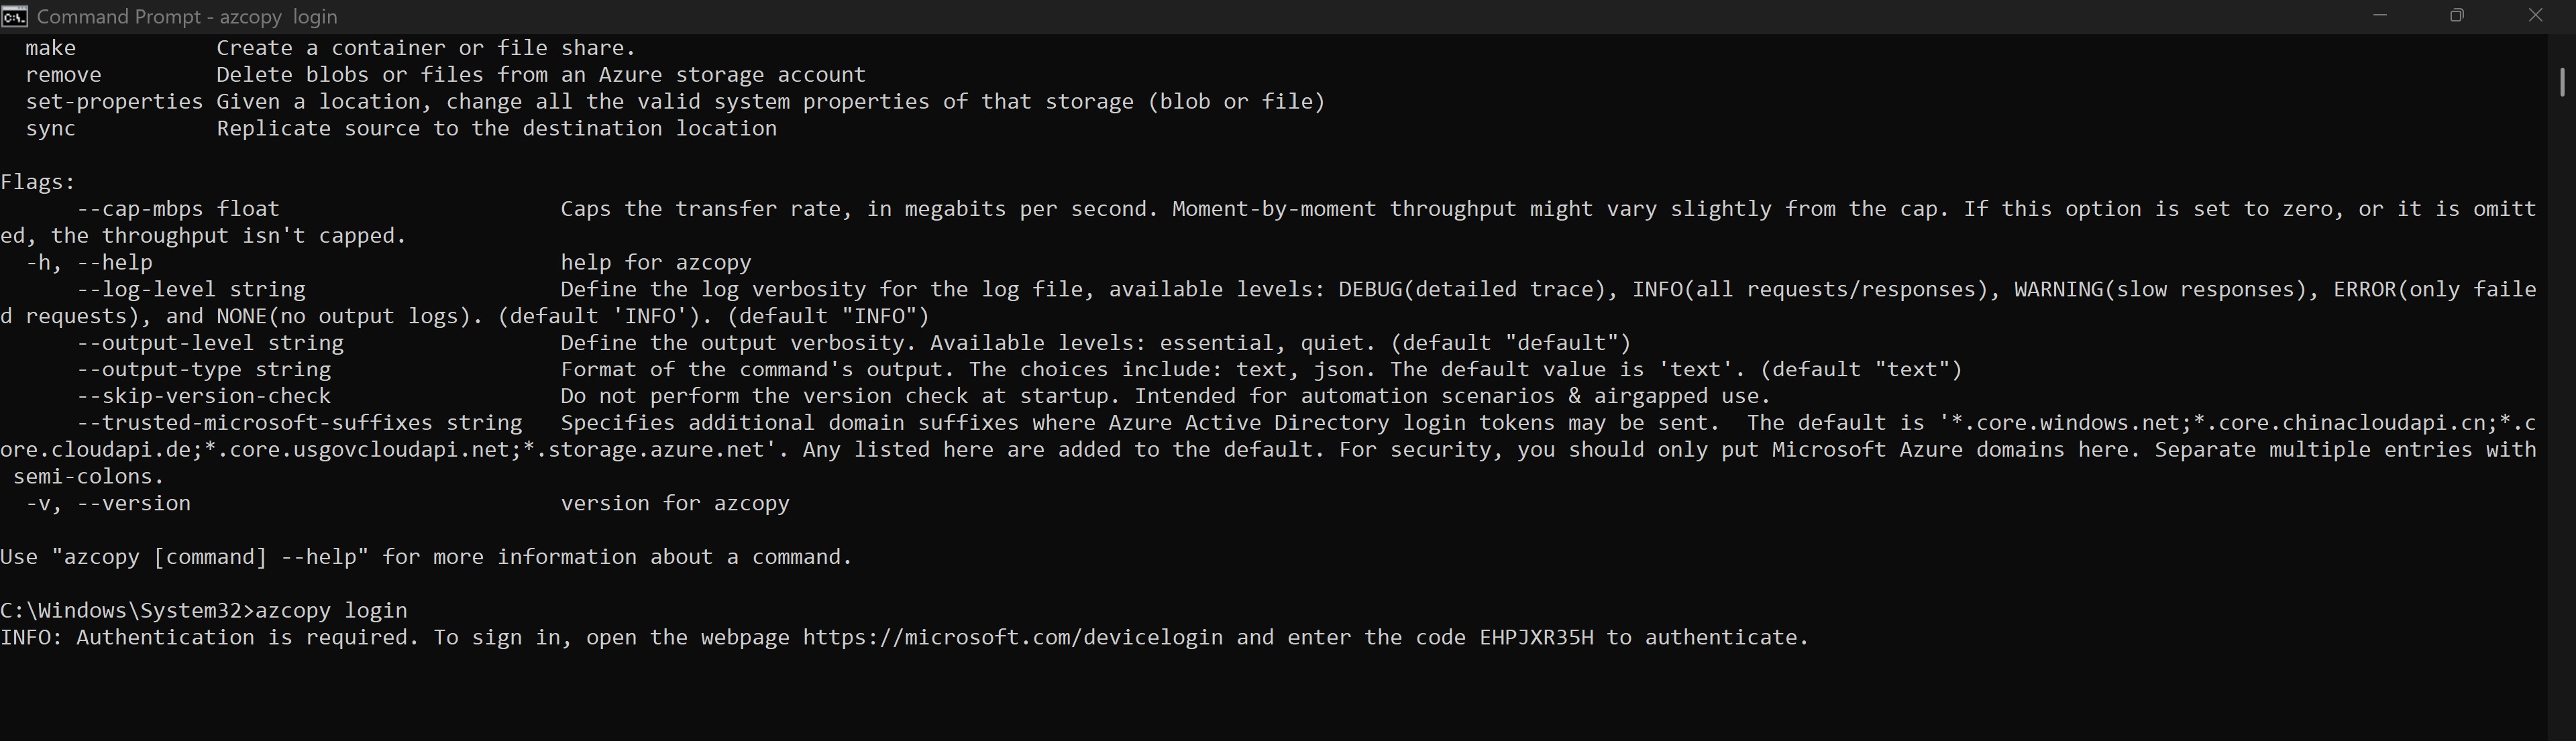 Command Prompt - azcopy  login
  make           Create a container or file share.
  remove         Delete blobs or files from an Azure storage account
  set-properties Given a location, change all the valid system properties of that storage (blob or file)
  sync           Replicate source to the destination location
Flags:
      --cap-mbps float                      Caps the transfer rate, in megabits per second. Moment-by-moment throughput might vary slightly from the cap. If this option is set to zero, or it is omitt
ed, the throughput isn't capped.
  -h, --help                                help for azcopy
      --log-level string                    Define the log verbosity for the log file, available levels: DEBUG(detailed trace), INFO(all requests/responses), WARNING(slow responses), ERROR(only faile
d requests), and NONE(no output logs). (default 'INFO'). (default "INFO")
      --output-level string                 Define the output verbosity. Available levels: essential, quiet. (default "default")
      --output-type string                  Format of the command's output. The choices include: text, json. The default value is 'text'. (default "text")
      --skip-version-check                  Do not perform the version check at startup. Intended for automation scenarios & airgapped use.
      --trusted-microsoft-suffixes string   Specifies additional domain suffixes where Azure Active Directory login tokens may be sent.  The default is '*.core.windows.net;*.core.chinacloudapi.cn;*.c
ore.cloudapi.de;*.core.usgovcloudapi.net;*.storage.azure.net'. Any listed here are added to the default. For security, you should only put Microsoft Azure domains here. Separate multiple entries with
 semi-colons.
  -v, --version                             version for azcopy
Use "azcopy [command] --help" for more information about a command.
C:\Windows\System32>azcopy login
INFO: Authentication is required. To sign in, open the webpage https://microsoft.com/devicelogin and enter the code EHPJXR35H to authenticate.